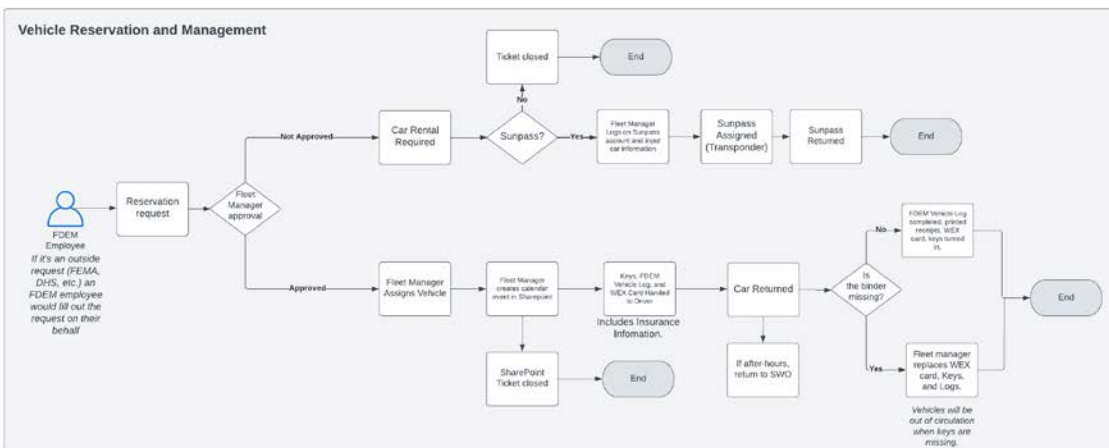 Vehicle Reservation and Management
Ticket closed
End
No
Not Approved
Car Rental
Required
Sunpass?
Yes
Fleet Manager
Logs on Sunpass
account and input
car information
Sunpass
Assigned
(Transponder)
Sunpass
Returned
End
FDEM
Employee
If it's an outside
request (FEMA,
DHS, etc.) an
FDEM employee
would fill out the
request on their
behalf
Reservation
request
Fleet
Manager
approval
Approved
Fleet Manager
Assigns Vehicle
Fleet Manager
creates calendar
event in Sharepoint
Keys, FDEM
Vehicle Log, and
WEX Card Handed
to Driver
Includes Insurance
Infomation.
Car Returned
Is
the binder
missing?
No
FDEM Vehicle Log
completed, printed
receipts, WEX
card, keys turned
in.
End
SharePoint
Ticket closed
End
If after-hours,
return to SWO
Yes
Fleet manager
replaces WEX
card, Keys,
and Logs.
Vehicles will be
out of circulation
when keys are
missing.